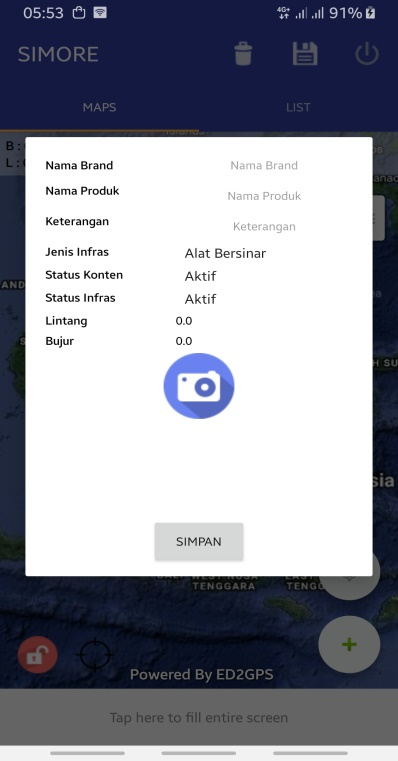 05:53
4G+
91%
SIMORE
MAPS
LIST
B:
L:
Nama Brand
Nama Brand
Nama Produk
Nama Produk
Keterangan
Keterangan
Jenis Infras
Alat Bersinar
Status Konten
Aktif
Status Infras
Aktif
Lintang
0.0
Bujur
0.0
SIMPAN
TENGGARA
Powered By ED2GPS
Tap here to fill entire screen